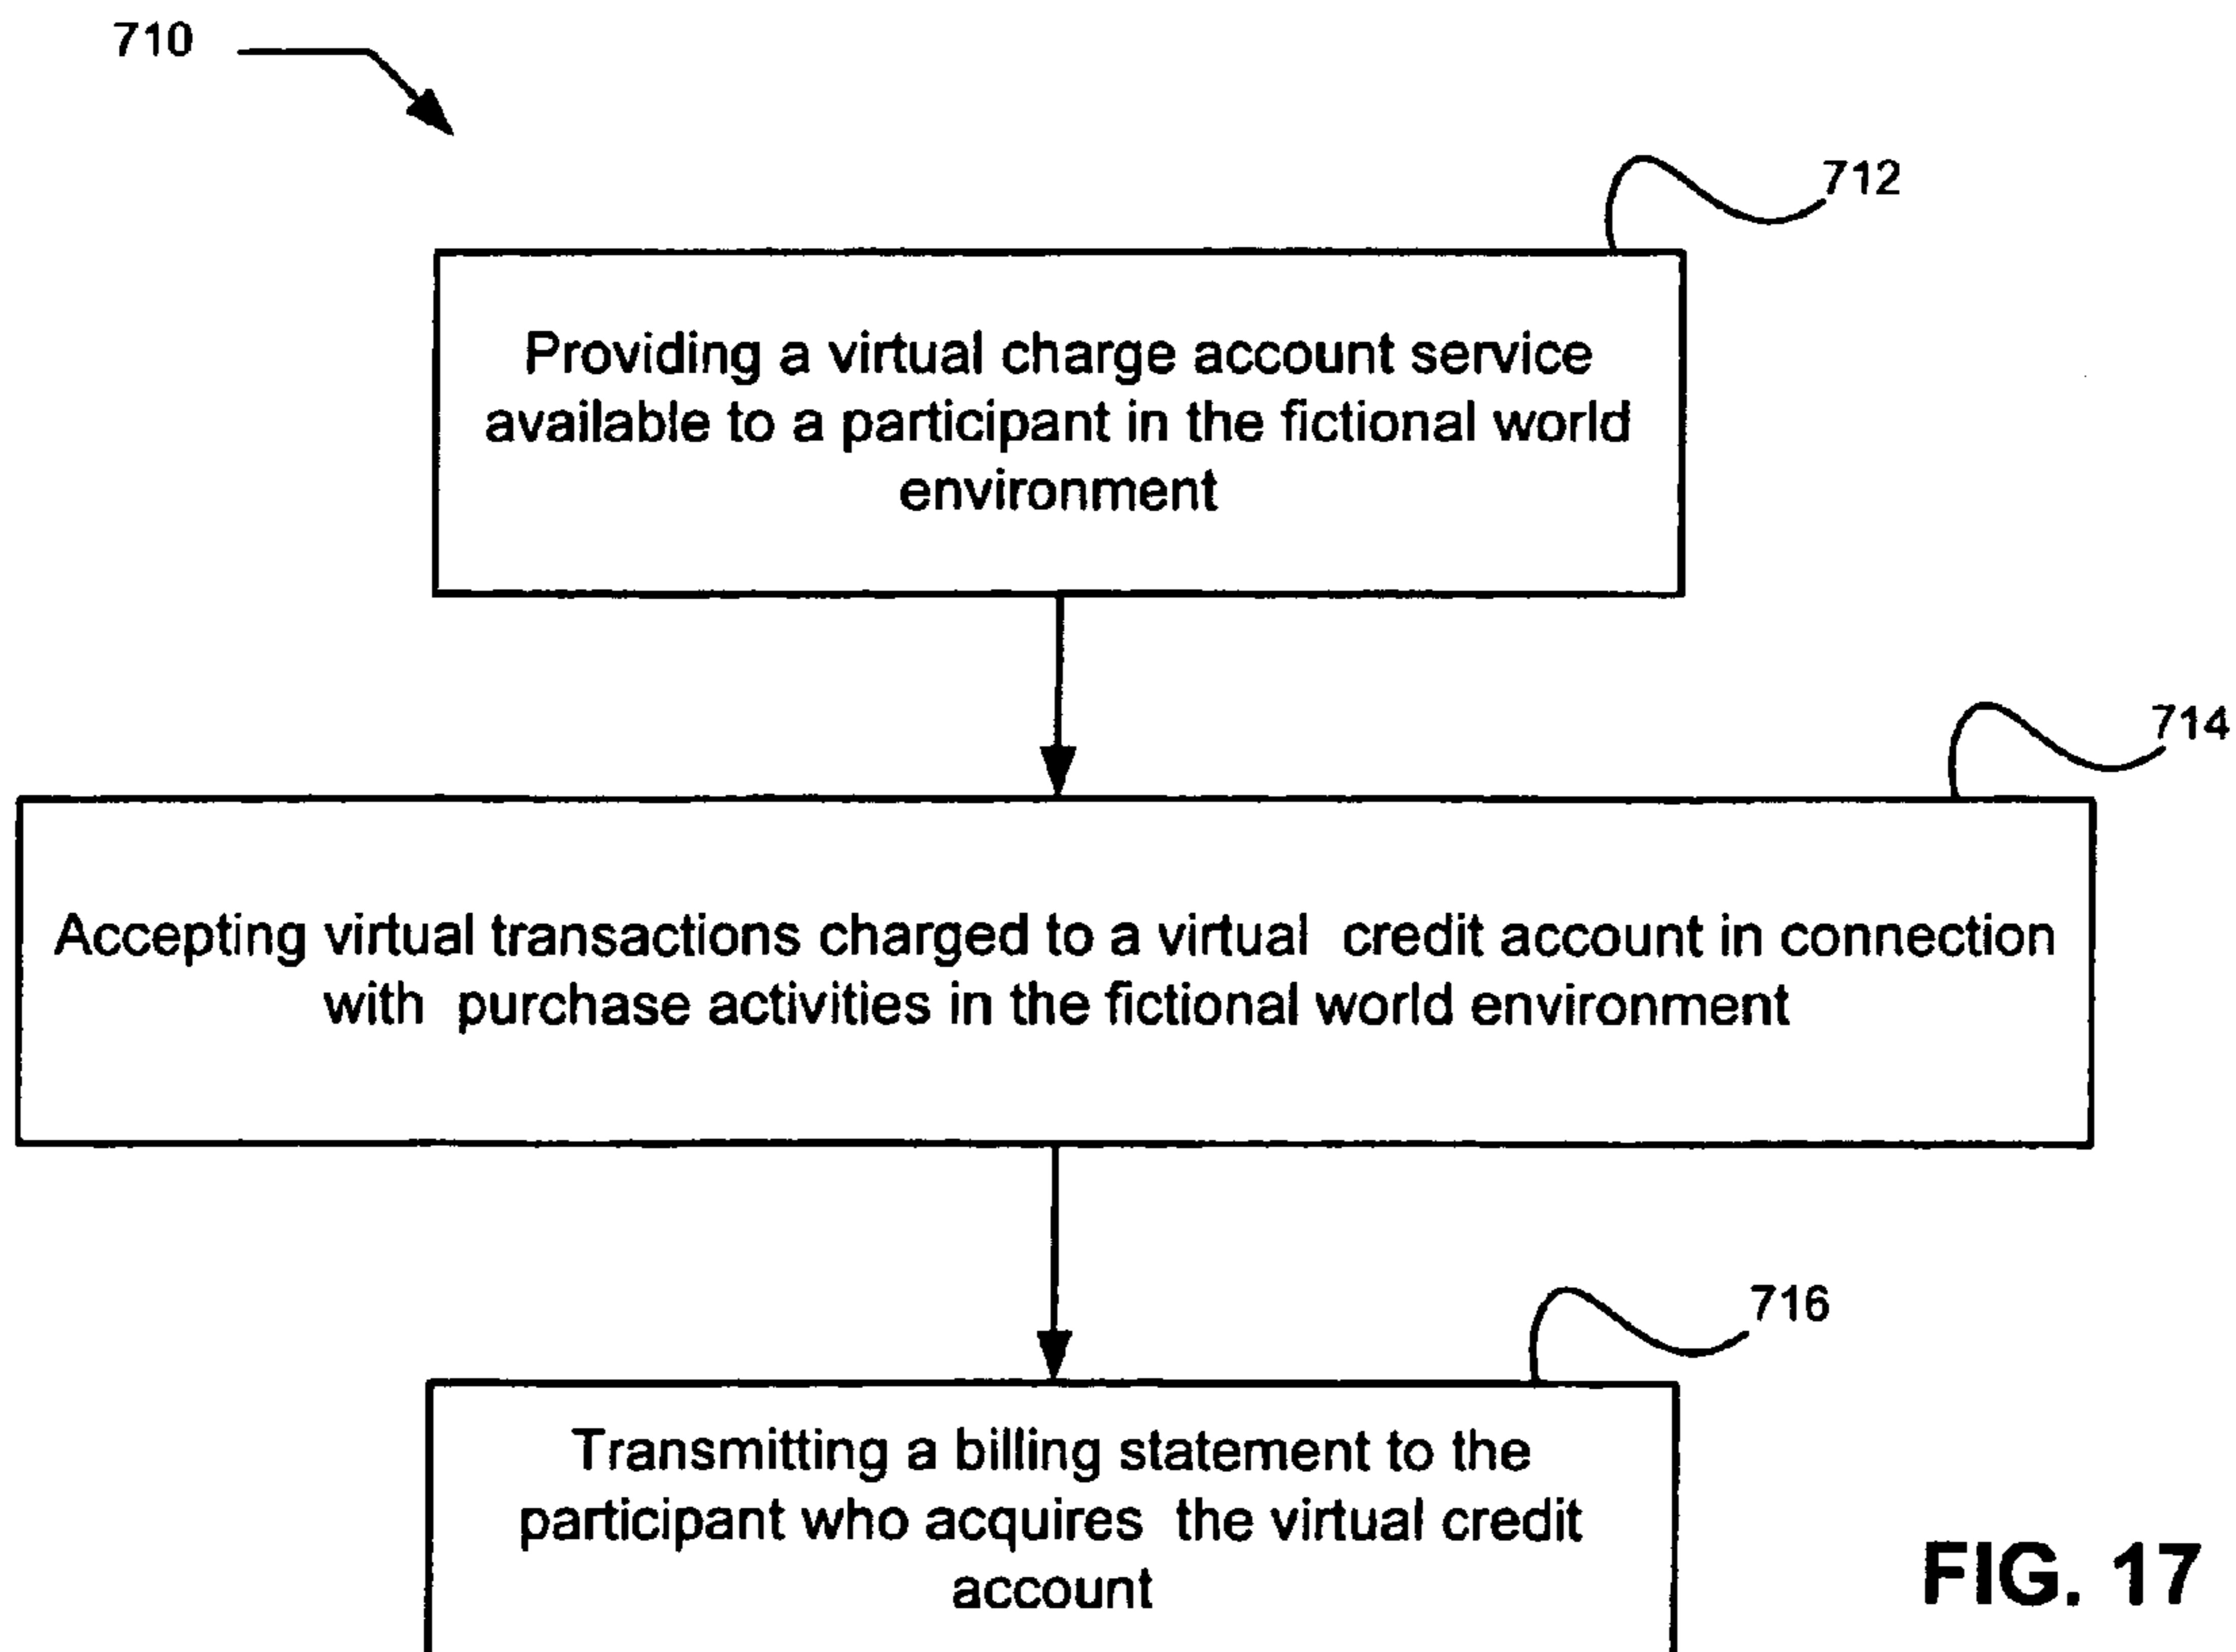 710
712
Providing a virtual charge account service
available to a participant in the fictional world
environment
714
Accepting virtual transactions charged to a virtual credit account in connection
with purchase activities in the fictional world environment
716
Transmitting a billing statement to the
participant who acquires the virtual credit
account
FIG. 17